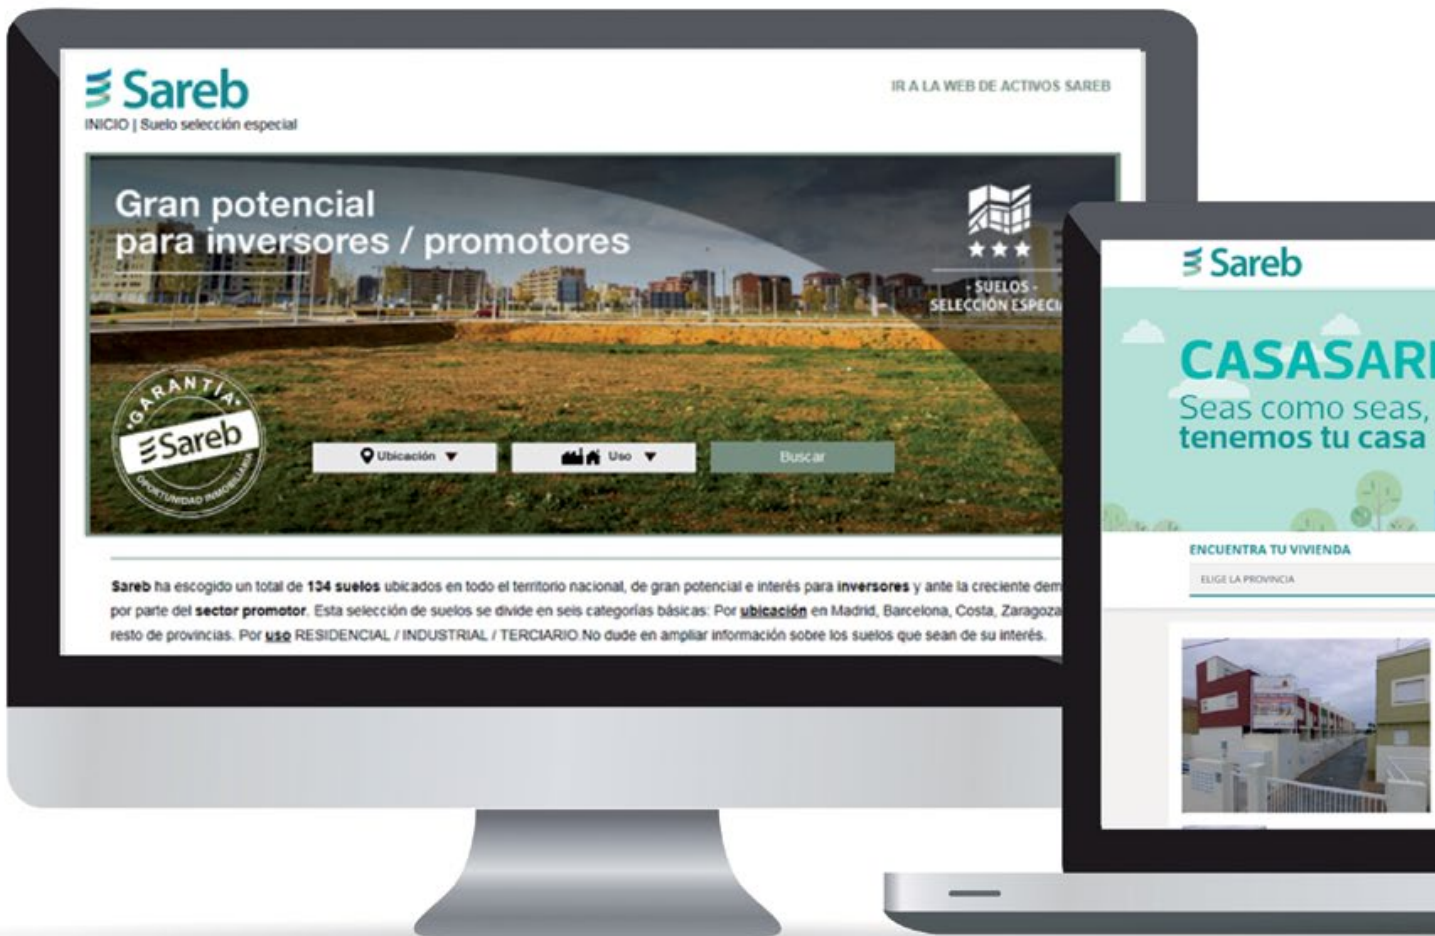 Sareb
IR A LA WEB DE ACTIVOS SAREB
INICIO | Suelo selección especial
Gran potencial
para inversores / promotores
- SUELOS -
SELECCIÓN
GARANTÍA
Sareb
OPORTUNIDAD INMOBILIARIA
Ubicación
Uso
Buscar
Sareb ha escogido un total de 134 suelos ubicados en todo el territorio nacional, de gran potencial e interés para inversores y ante la creciente
por parte del sector promotor. Esta selección de suelos se divide en seis categorías básicas: Por ubicación en Madrid, Barcelona, Costa, Zaragoza
resto de provincias. Por uso RESIDENCIAL / INDUSTRIAL / TERCIARIO.No dude en ampliar información sobre los suelos que sean de su interés.
Sareb
Seas como seas,
tenemos tu casa
ENCUENTRA TU VIVIENDA
ELIGE LA PROVINCIA